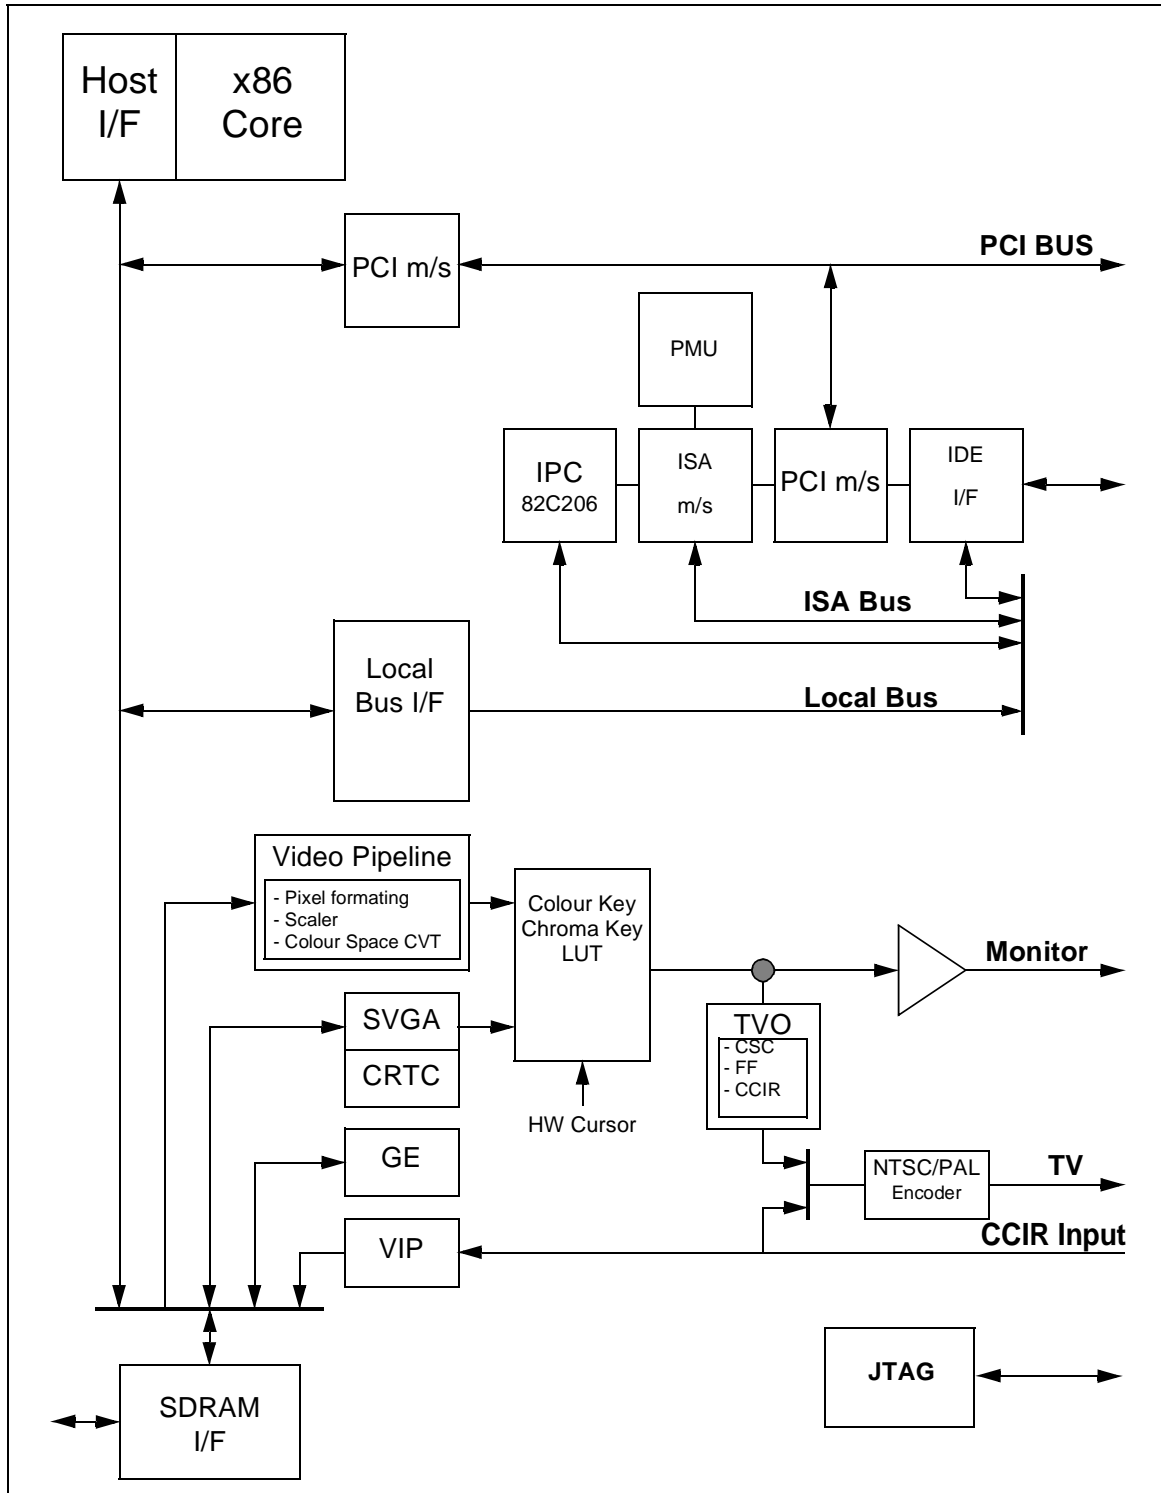 Host
I/F
x86
Core
PCI m/s
PCI BUS
PMU
IPC
82C206
ISA
m/s
PCI m/s
IDE
I/F
ISA Bus
Local
Bus I/F
Local Bus
Video Pipeline
- Pixel formating
- Scaler
- Colour Space CVT
Colour Key
Chroma Key
LUT
Monitor
SVGA
CRTC
TVO
- CSC
- FF
- CCIR
HW Cursor
GE
NTSC/PAL
Encoder
TV
VIP
CCIR Input
JTAG
SDRAM
I/F